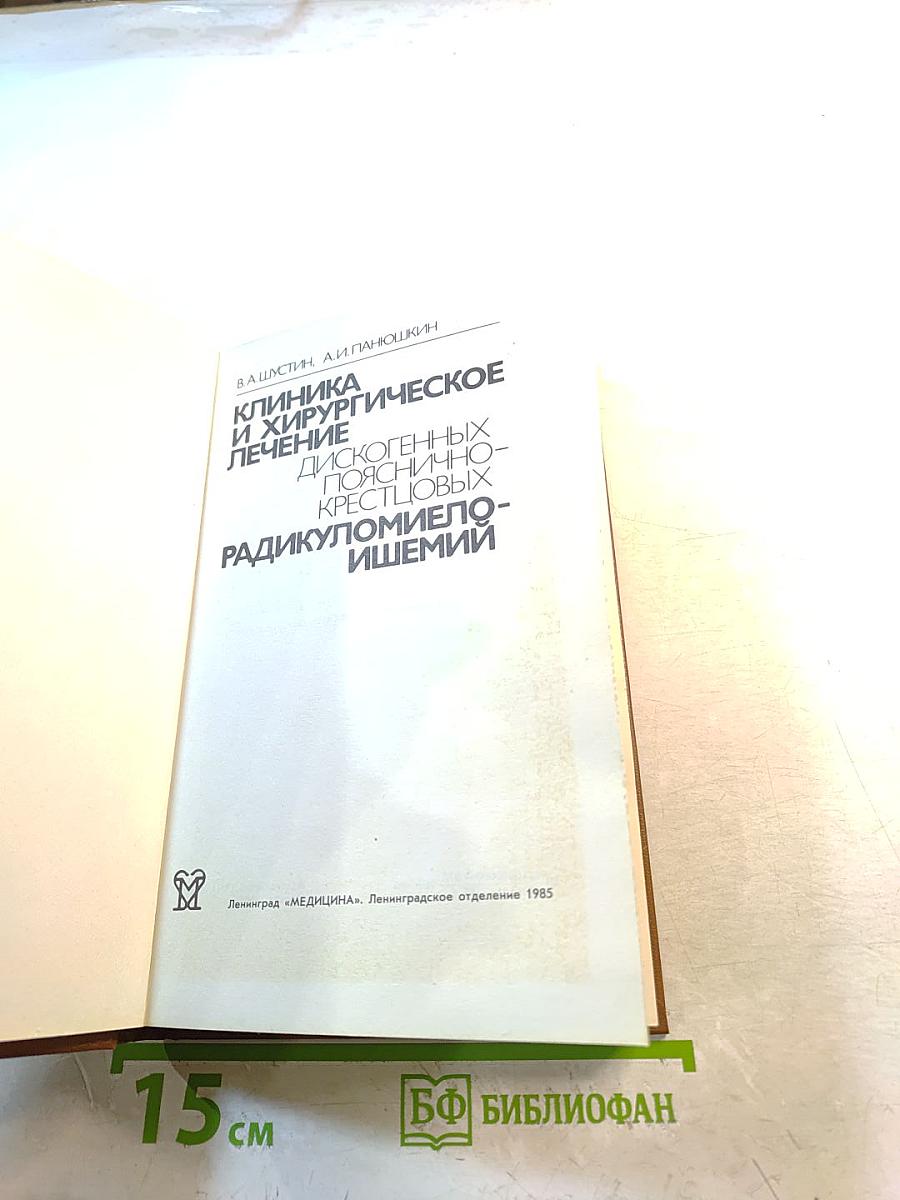 В. А. ШУСТИН, А. И. ПАНЮШКИН
КЛИНИКА
И ХИРУРГИЧЕСКОЕ
ЛЕЧЕНИЕ
ДИСКОГЕННЫХ
ПОЯСНИЧНО-
КРЕСТЦОВЫХ
РАДИКУЛОМИЕЛО-
ИШЕМИЙ
Ленинград «МЕДИЦИНА». Ленинградское отделение 1985
15 см
БФ БИБЛИОФАН